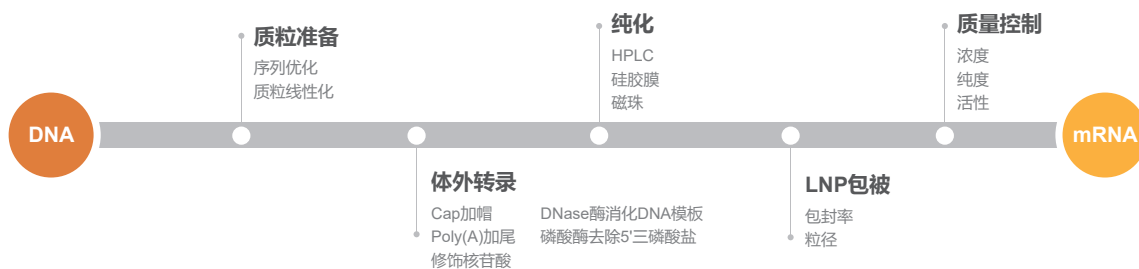 DNA
质粒准备
序列优化
质粒线性化
体外转录
Cap加帽
Poly(A)加尾
修饰核苷酸
DNase酶消化DNA模板
磷酸酶去除5'三磷酸盐
纯化
HPLC
硅胶膜
磁珠
LNP包被
包封率
粒径
质量控制
浓度
纯度
活性
mRNA